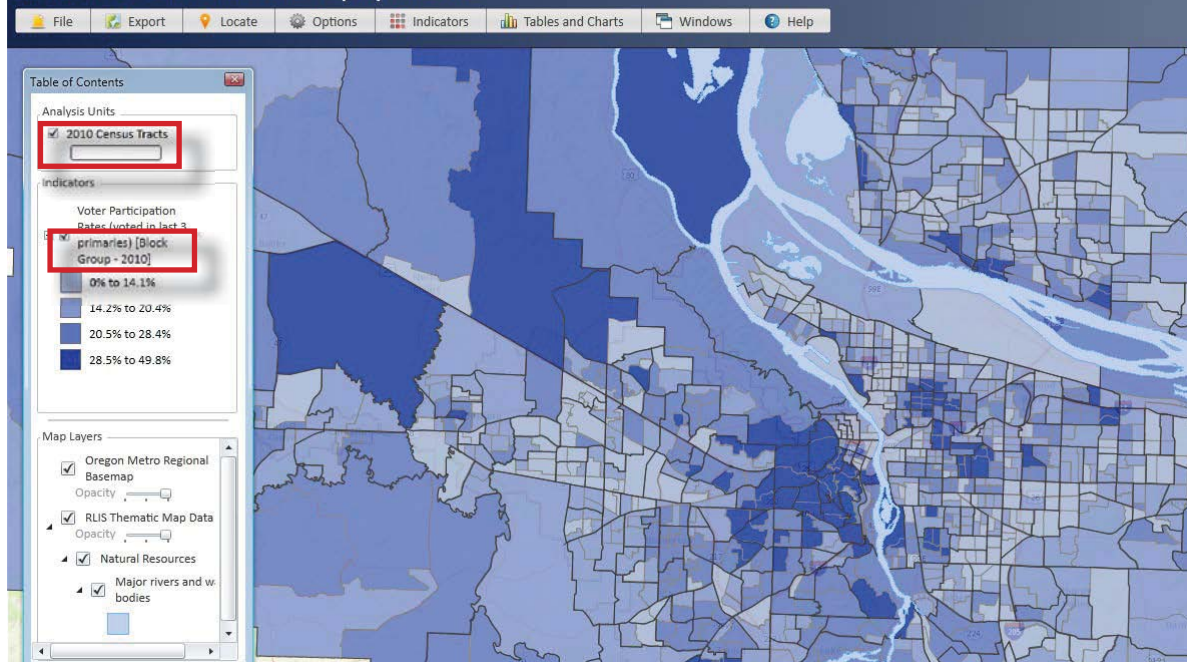 File Export Locate Options Indicators Tables and Charts Windows Help
Table of Contents
Analysis Units
2010 Census Tracts
Indicators
Voter Participation
Rates (voted in last 3
primaries) [Block
Group - 2010]
0% to 14.1%
14.2% to 20.4%
20.5% to 28.4%
28.5% to 49.8%
Map Layers
Oregon Metro Regional
Basemap
Opacity
RLIS Thematic Map Data
Opacity
Natural Resources
Major rivers and w
bodies
224